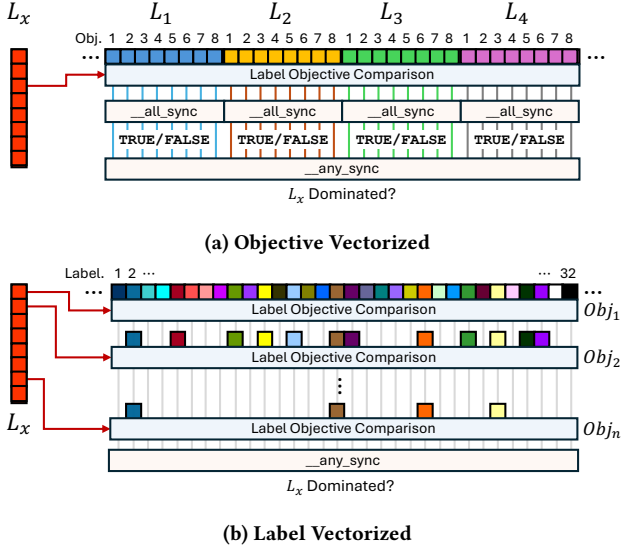 L_x L_1 L_2 L_3 L_4
Obj. 1 2 3 4 5 6 7 8 1 2 3 4 5 6 7 8 1 2 3 4 5 6 7 8 1 2 3 4 5 6 7 8
... ...
Label Objective Comparison
__all_sync __all_sync __all_sync __all_sync
TRUE/FALSE TRUE/FALSE TRUE/FALSE TRUE/FALSE
__any_sync
L_x Dominated?
(a) Objective Vectorized
Label. 1 2 ... ... 32
... ...
Label Objective Comparison Obj_1
Label Objective Comparison Obj_2
⋮
L_x Label Objective Comparison Obj_n
__any_sync
L_x Dominated?
(b) Label Vectorized